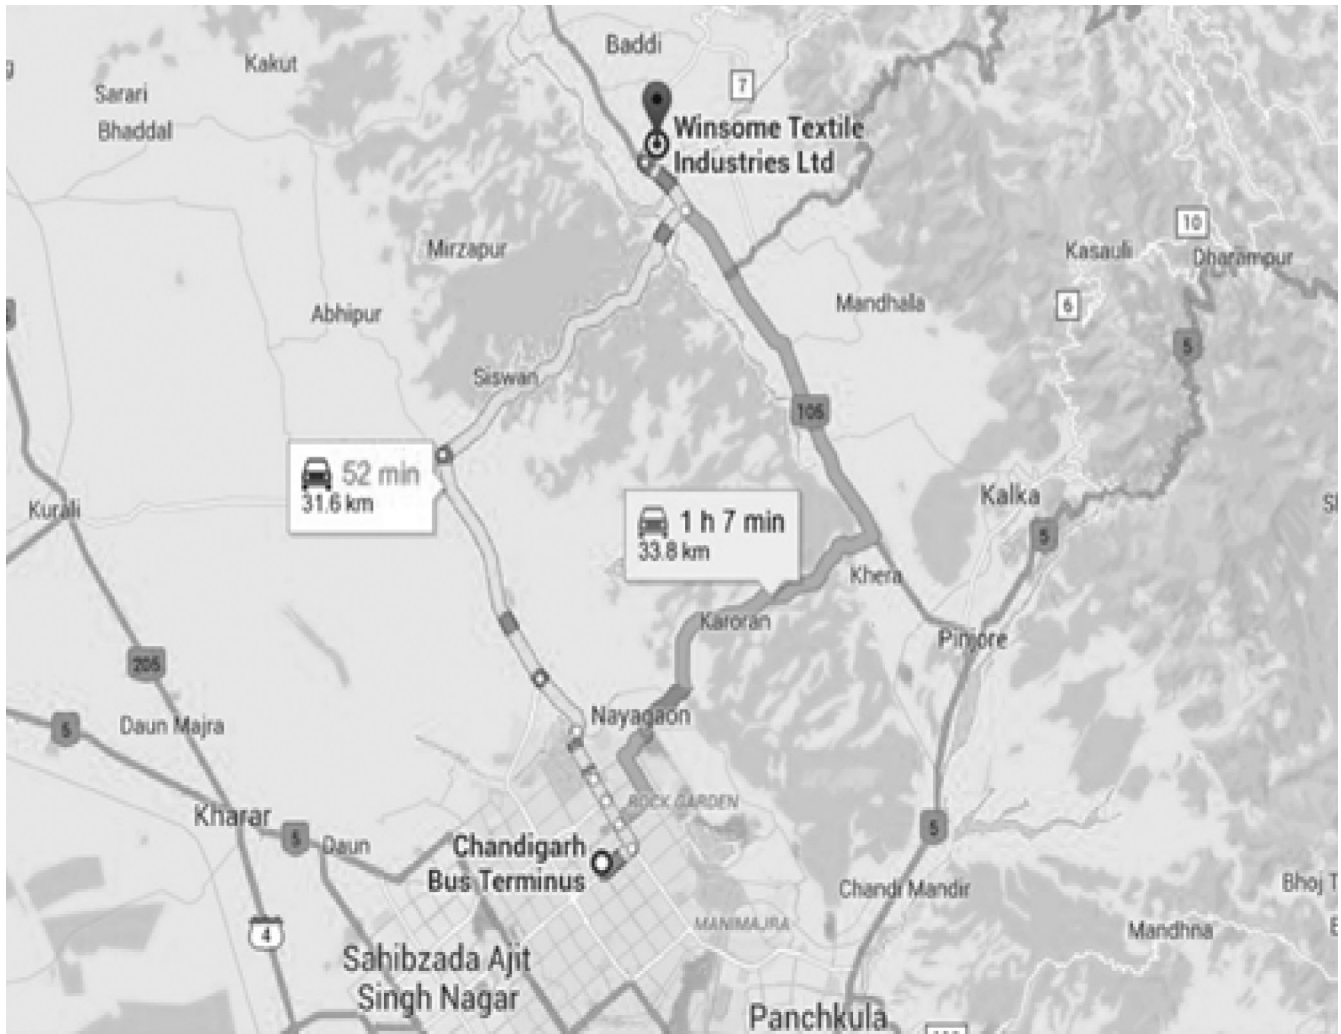 Baddi
Kakut
7
Sarari
Bhaddal
Winsome Textile
Industries Ltd
10
Mirzapur
Kasauli
Dharampur
6
Mandhala
Abhipur
5
Siswan
105
52 min
31.6 km
Kalka
Kurali
1 h 7 min
33.8 km
5
Khera
Karoran
Pinjore
205
Nayagaon
5
Daun Majra
ROCK GARDEN
Kharar
5
Daun
5
Chandigarh
Bus Terminus
Chandi Mandir
Bhoj T
MANIMAJRA
Mandhna
4
Sahibzada Ajit
Singh Nagar
Panchkula